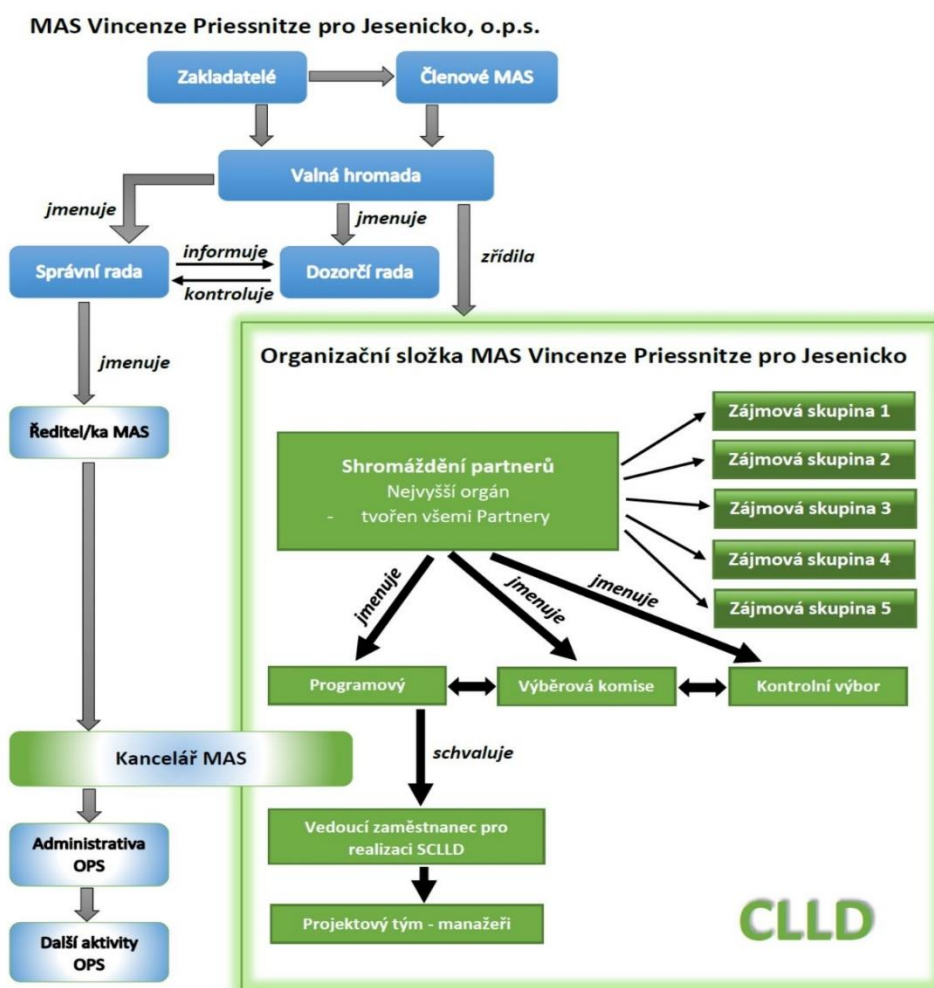 MAS Vincenze Priessnitze pro Jesenicko, o.p.s.
Zakladatelé
Členové MAS
Valná hromada
jmenuje
jmenuje
zřídila
Správní rada
informuje
kontroluje
Dozorčí rada
jmenuje
Ředitel/ka MAS
Organizační složka MAS Vincenze Priessnitze pro Jesenicko
Shromáždění partnerů
Nejvyšší orgán
- tvořen všemi Partnery
Zájmová skupina 1
Zájmová skupina 2
Zájmová skupina 3
Zájmová skupina 4
Zájmová skupina 5
jmenuje
jmenuje
jmenuje
Programový
Výběrová komise
Kontrolní výbor
Kancelář MAS
schvaluje
Administrativa
OPS
Vedoucí zaměstnanec pro
realizaci SCLLD
Projektový tým - manažeři
Další aktivity
OPS
CLLD